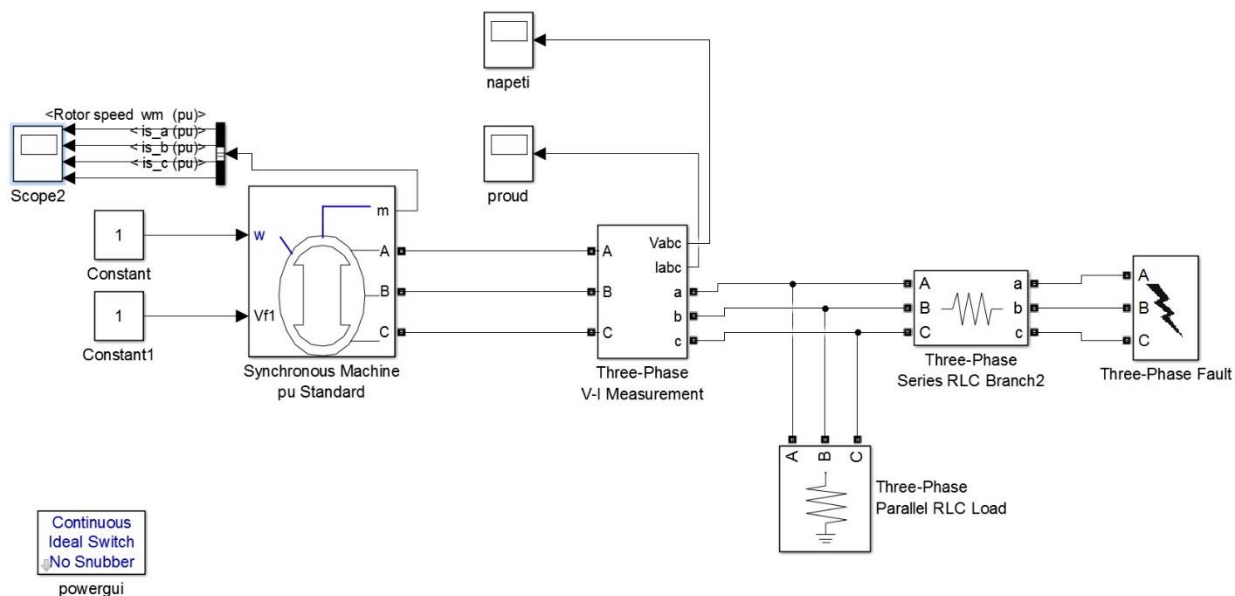 napeti
<Rotor speed wm (pu)>
< is_a (pu)>
< is_b (pu)>
< is_c (pu)>
Scope2
proud
1
Constant
1
Constant1
w
Vf1
m
A
B
C
Synchronous Machine
pu Standard
A
B
C
Vabc
Iabc
a
b
c
Three-Phase
V-I Measurement
A
B
C
a
b
c
Three-Phase
Series RLC Branch2
A
B
C
Three-Phase Fault
A B C
Three-Phase
Parallel RLC Load
Continuous
Ideal Switch
No Snubber
powergui